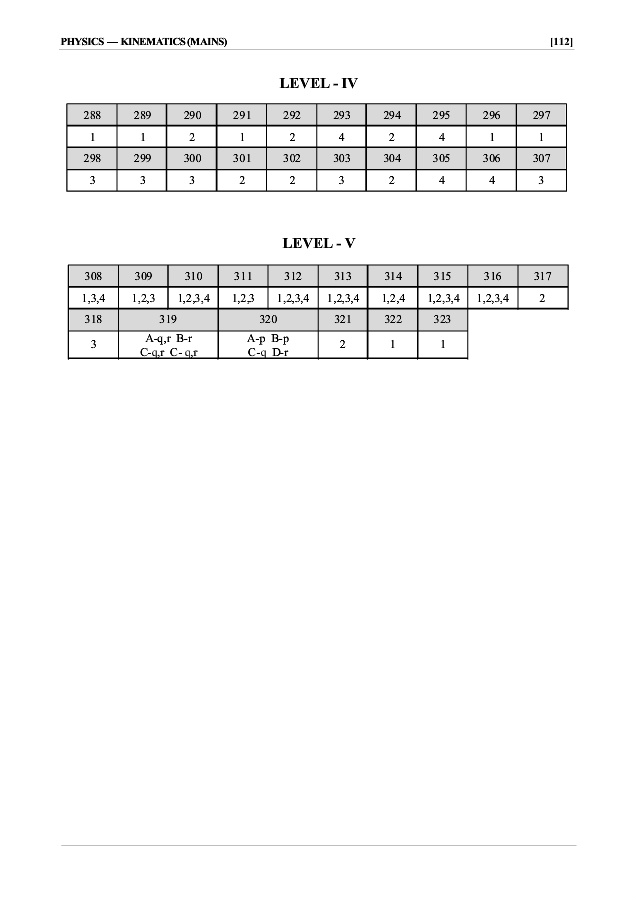 PHYSICS — KINEMATICS (MAINS) [112]
LEVEL - IV
288 289 290 291 292 293 294 295 296 297
1 1 2 1 2 4 2 4 1 1
298 299 300 301 302 303 304 305 306 307
3 3 3 2 2 3 2 4 4 3
LEVEL - V
308 309 310 311 312 313 314 315 316 317
1,3,4 1,2,3 1,2,3,4 1,2,3 1,2,3,4 1,2,3,4 1,2,4 1,2,3,4 1,2,3,4 2
318 319 320 321 322 323
3 A-q,r B-r A-p B-p 2 1 1
C-q,r C-q,r C-q D-r